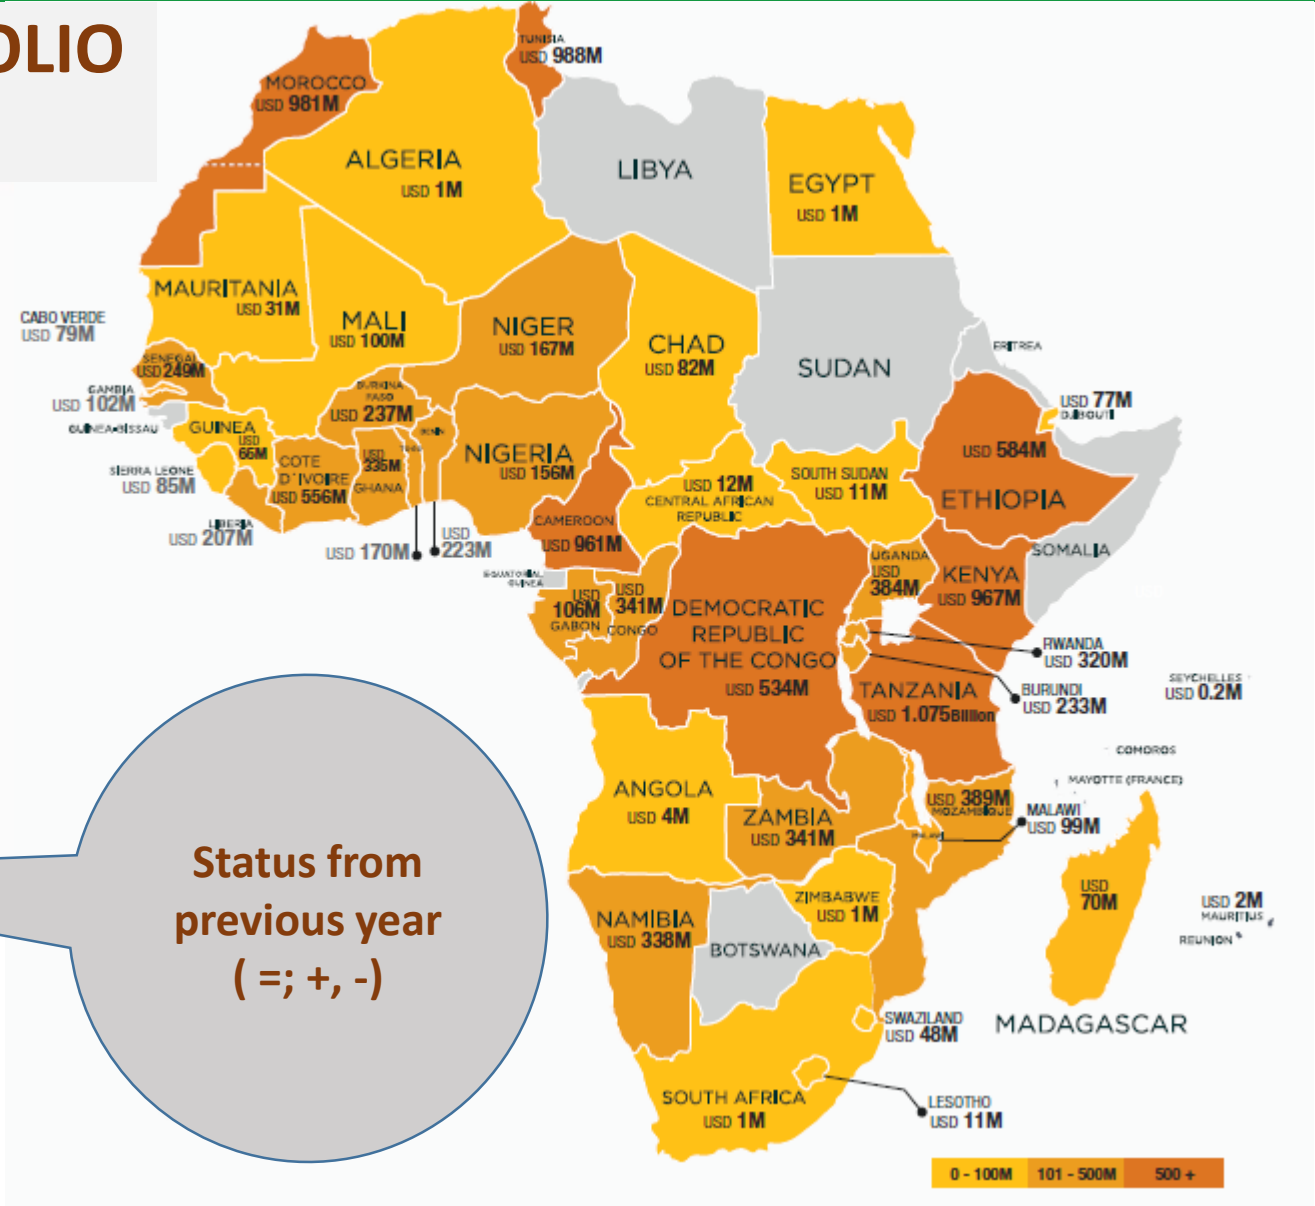 OLIO
TUNISIA
USD 988M
MOROCCO
USD 981M
ALGERIA
USD 1M
LIBYA
EGYPT
USD 1M
MAURITANIA
USD 31M
MALI
USD 100M
NIGER
USD 167M
CHAD
USD 82M
SUDAN
ERITREA
CABO VERDE
USD 79M
SENEGAL
USD 249M
GAMBIA
USD 102M
GUINEA-BISSAU
GUINEA
USD
66M
SIERRA LEONE
USD 85M
LIBERIA
USD 207M
COTE
D'IVOIRE
USD 556M
BURKINA
FASO
USD 237M
USD
335M
GHANA
TOGO
BENIN
USD 170M
USD
223M
NIGERIA
USD 156M
CAMEROON
USD 961M
USD 12M
CENTRAL AFRICAN
REPUBLIC
SOUTH SUDAN
USD 11M
USD 77M
DJIBOUTI
USD 584M
ETHIOPIA
SOMALIA
EQUATORIAL
GUINEA
USD
106M
GABON
USD
341M
CONGO
DEMOCRATIC
REPUBLIC
OF THE CONGO
USD 534M
UGANDA
USD
384M
KENYA
USD 967M
RWANDA
USD 320M
BURUNDI
USD 233M
SEYCHELLES
USD 0.2M
TANZANIA
USD 1.075Billion
COMOROS
MAYOTTE (FRANCE)
ANGOLA
USD 4M
ZAMBIA
USD 341M
USD 389M
MOZAMBIQUE
MALAWI
MALAWI
USD 99M
Status from
previous year
( =; +, -)
NAMIBIA
USD 338M
BOTSWANA
ZIMBABWE
USD 1M
USD
70M
MADAGASCAR
USD 2M
MAURITIUS
REUNION
SWAZILAND
USD 48M
SOUTH AFRICA
USD 1M
LESOTHO
USD 11M
0 - 100M
101 - 500M
500 +